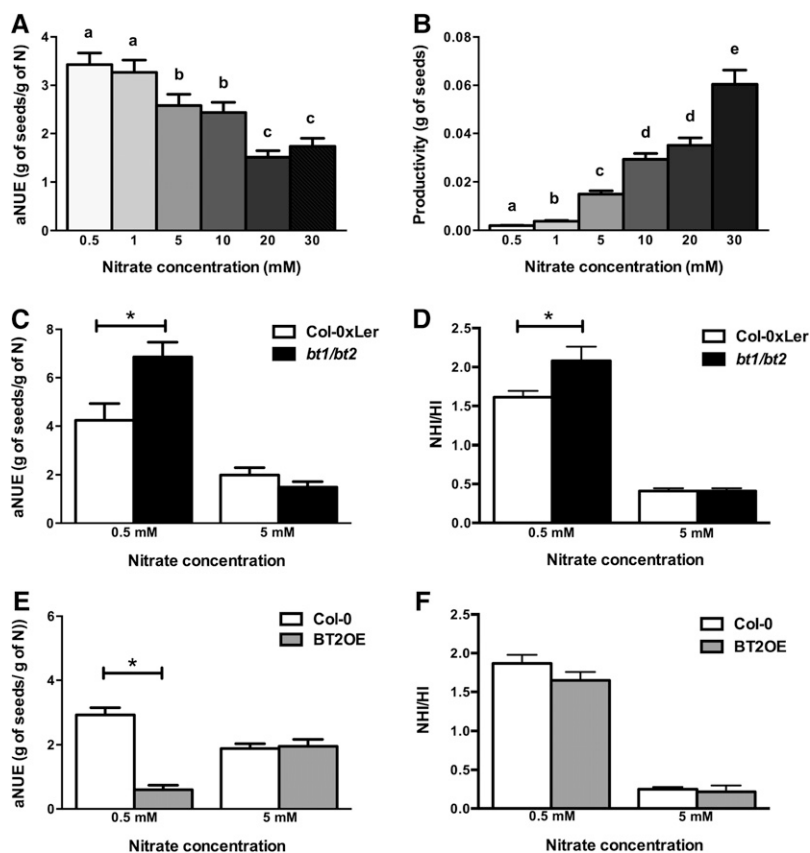 A
aNUE (g of seeds/g of N)
4
3
2
1
0
a
a
b
b
c
c
0.5
1
5
10
20
30
Nitrate concentration (mM)
B
Productivity (g of seeds)
0.08
0.06
0.04
0.02
0.00
a
b
c
d
d
e
0.5
1
5
10
20
30
Nitrate concentration (mM)
C
aNUE (g of seeds/g of N)
8
6
4
2
0
*
Col-0xLer
bt1/bt2
0.5 mM
5 mM
Nitrate concentration
D
NHI/HI
2.5
2.0
1.5
1.0
0.5
0.0
*
Col-0xLer
bt1/bt2
0.5 mM
5 mM
Nitrate concentration
E
aNUE (g of seeds/ g of N))
6
4
2
0
*
Col-0
BT2OE
0.5 mM
5 mM
Nitrate concentration
F
NHI/HI
2.5
2.0
1.5
1.0
0.5
0.0
Col-0
BT2OE
0.5 mM
5 mM
Nitrate concentration